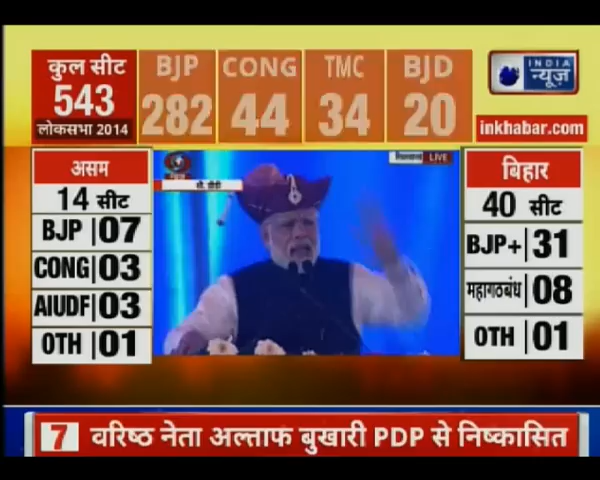 कुल सीट
543
लोकसभा 2014
BJP
282
CONG
44
TMC
34
BJD
20
INDIA
न्यूज़
inkhabar.com
असम
14 सीट
BJP 07
CONG 03
AIUDF 03
OTH 01
LIVE
बिहार
40 सीट
BJP+ 31
महागठबंध 08
OTH 01
7 वरिष्ठ नेता अल्ताफ बुखारी PDP से निष्कासित